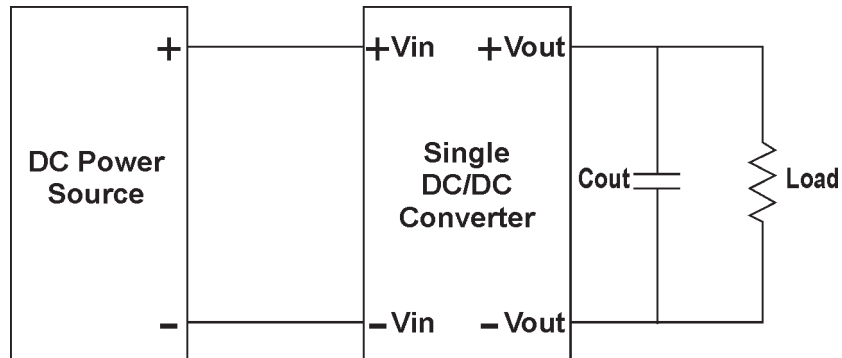 + +Vin +Vout
DC Power
Source
Single
DC/DC
Converter
Cout
Load
- -Vin -Vout